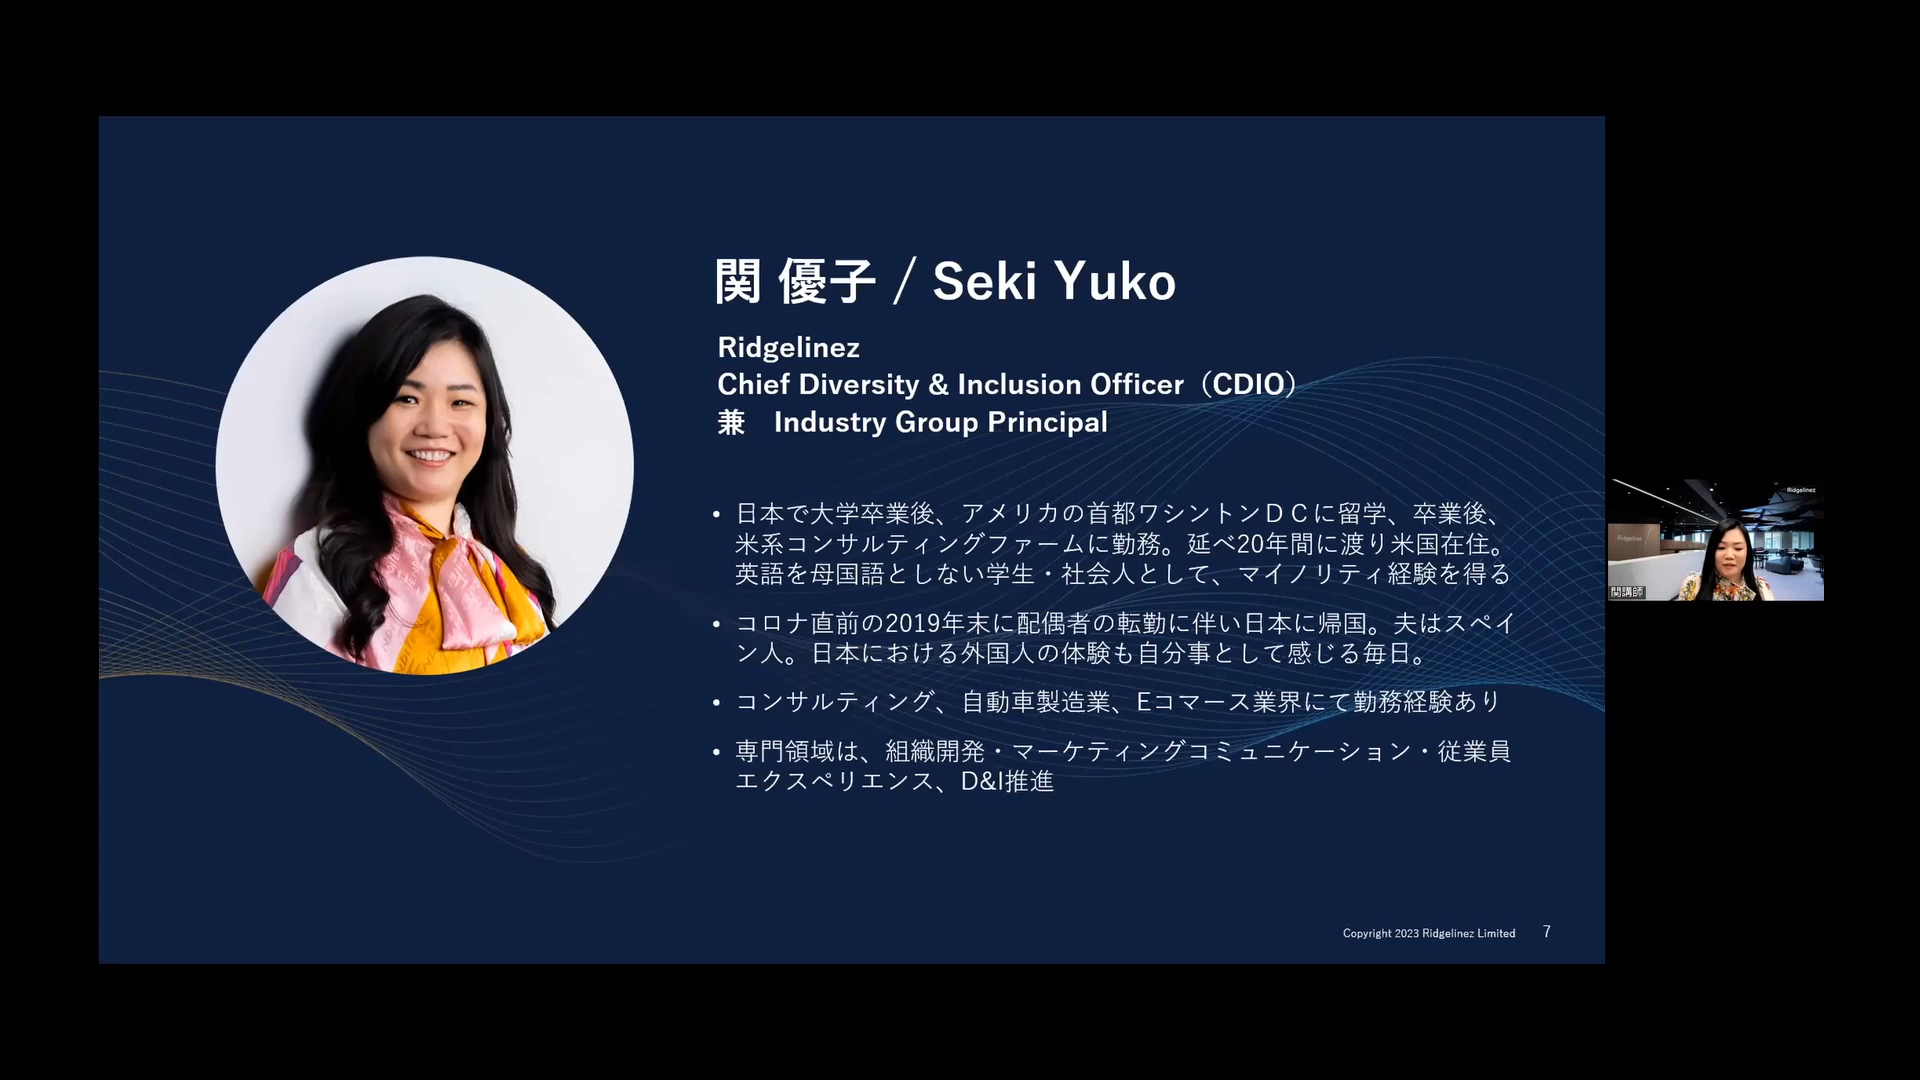 関 優子 / Seki Yuko
Ridgelinez
Chief Diversity & Inclusion Officer（CDIO）
兼　Industry Group Principal
• 日本で大学卒業後、アメリカの首都ワシントンＤＣに留学、卒業後、
米系コンサルティングファームに勤務。延べ20年間に渡り米国在住。
英語を母国語としない学生・社会人として、マイノリティ経験を得る
• コロナ直前の2019年末に配偶者の転勤に伴い日本に帰国。夫はスペイ
ン人。日本における外国人の体験も自分事として感じる毎日。
• コンサルティング、自動車製造業、Eコマース業界にて勤務経験あり
• 専門領域は、組織開発・マーケティングコミュニケーション・従業員
エクスペリエンス、D&I推進
Copyright 2023 Ridgelinez Limited 7
Ridgelinez
Ridgelinez
関講師